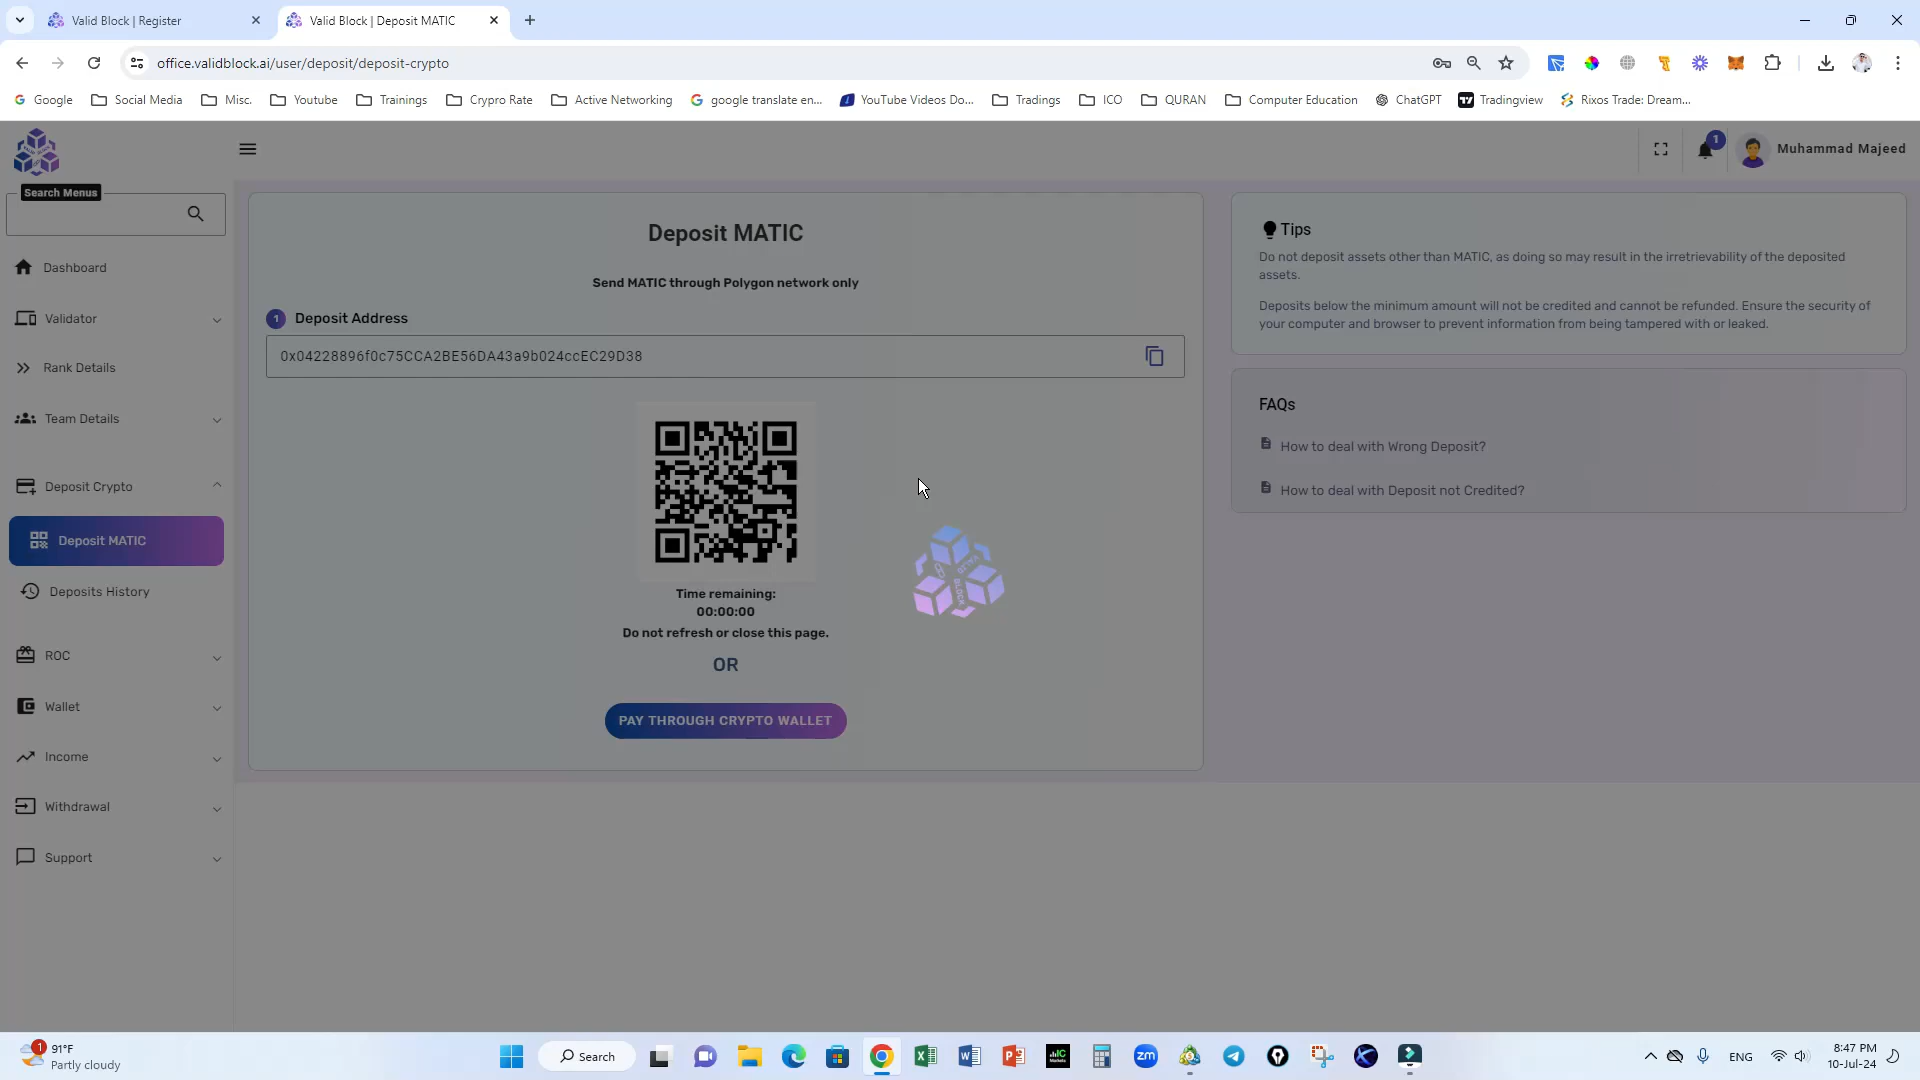 Valid Block | Register
Valid Block | Deposit MATIC
office.validblock.ai/user/deposit/deposit-crypto
Google
Social Media
Misc.
Youtube
Trainings
Crypro Rate
Active Networking
google translate en...
YouTube Videos Do...
Tradings
ICO
QURAN
Computer Education
ChatGPT
Tradingview
Rixos Trade: Dream...
1
Muhammad Majeed
Search Menus
Dashboard
Validator
Rank Details
Team Details
Deposit Crypto
Deposit MATIC
Deposits History
ROC
Wallet
Income
Withdrawal
Support
Deposit MATIC
Send MATIC through Polygon network only
1 Deposit Address
0x04228896f0c75CCA2BE56DA43a9b024ccEC29D38
Time remaining:
00:00:00
Do not refresh or close this page.
OR
PAY THROUGH CRYPTO WALLET
VALID BLOCK
Tips
Do not deposit assets other than MATIC, as doing so may result in the irretrievability of the deposited
assets.
Deposits below the minimum amount will not be credited and cannot be refunded. Ensure the security of
your computer and browser to prevent information from being tampered with or leaked.
FAQs
How to deal with Wrong Deposit?
How to deal with Deposit not Credited?
1
91°F
Partly cloudy
Search
zm
ENG
8:47 PM
10-Jul-24